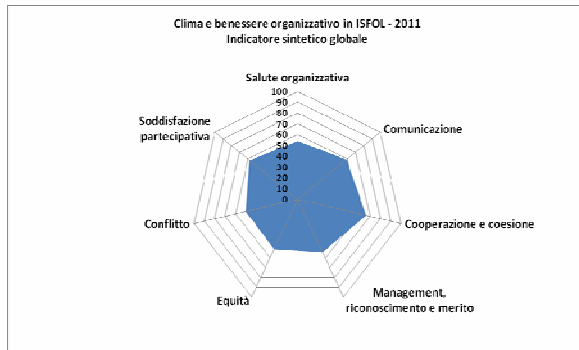 Clima e benessere organizzativo in ISFOL - 2011
Indicatore sintetico globale
Salute organizzativa
100
90
80
70
60
50
40
30
20
10
0
Comunicazione
Cooperazione e coesione
Management,
riconoscimento e merito
Equità
Conflitto
Soddisfazione
partecipativa